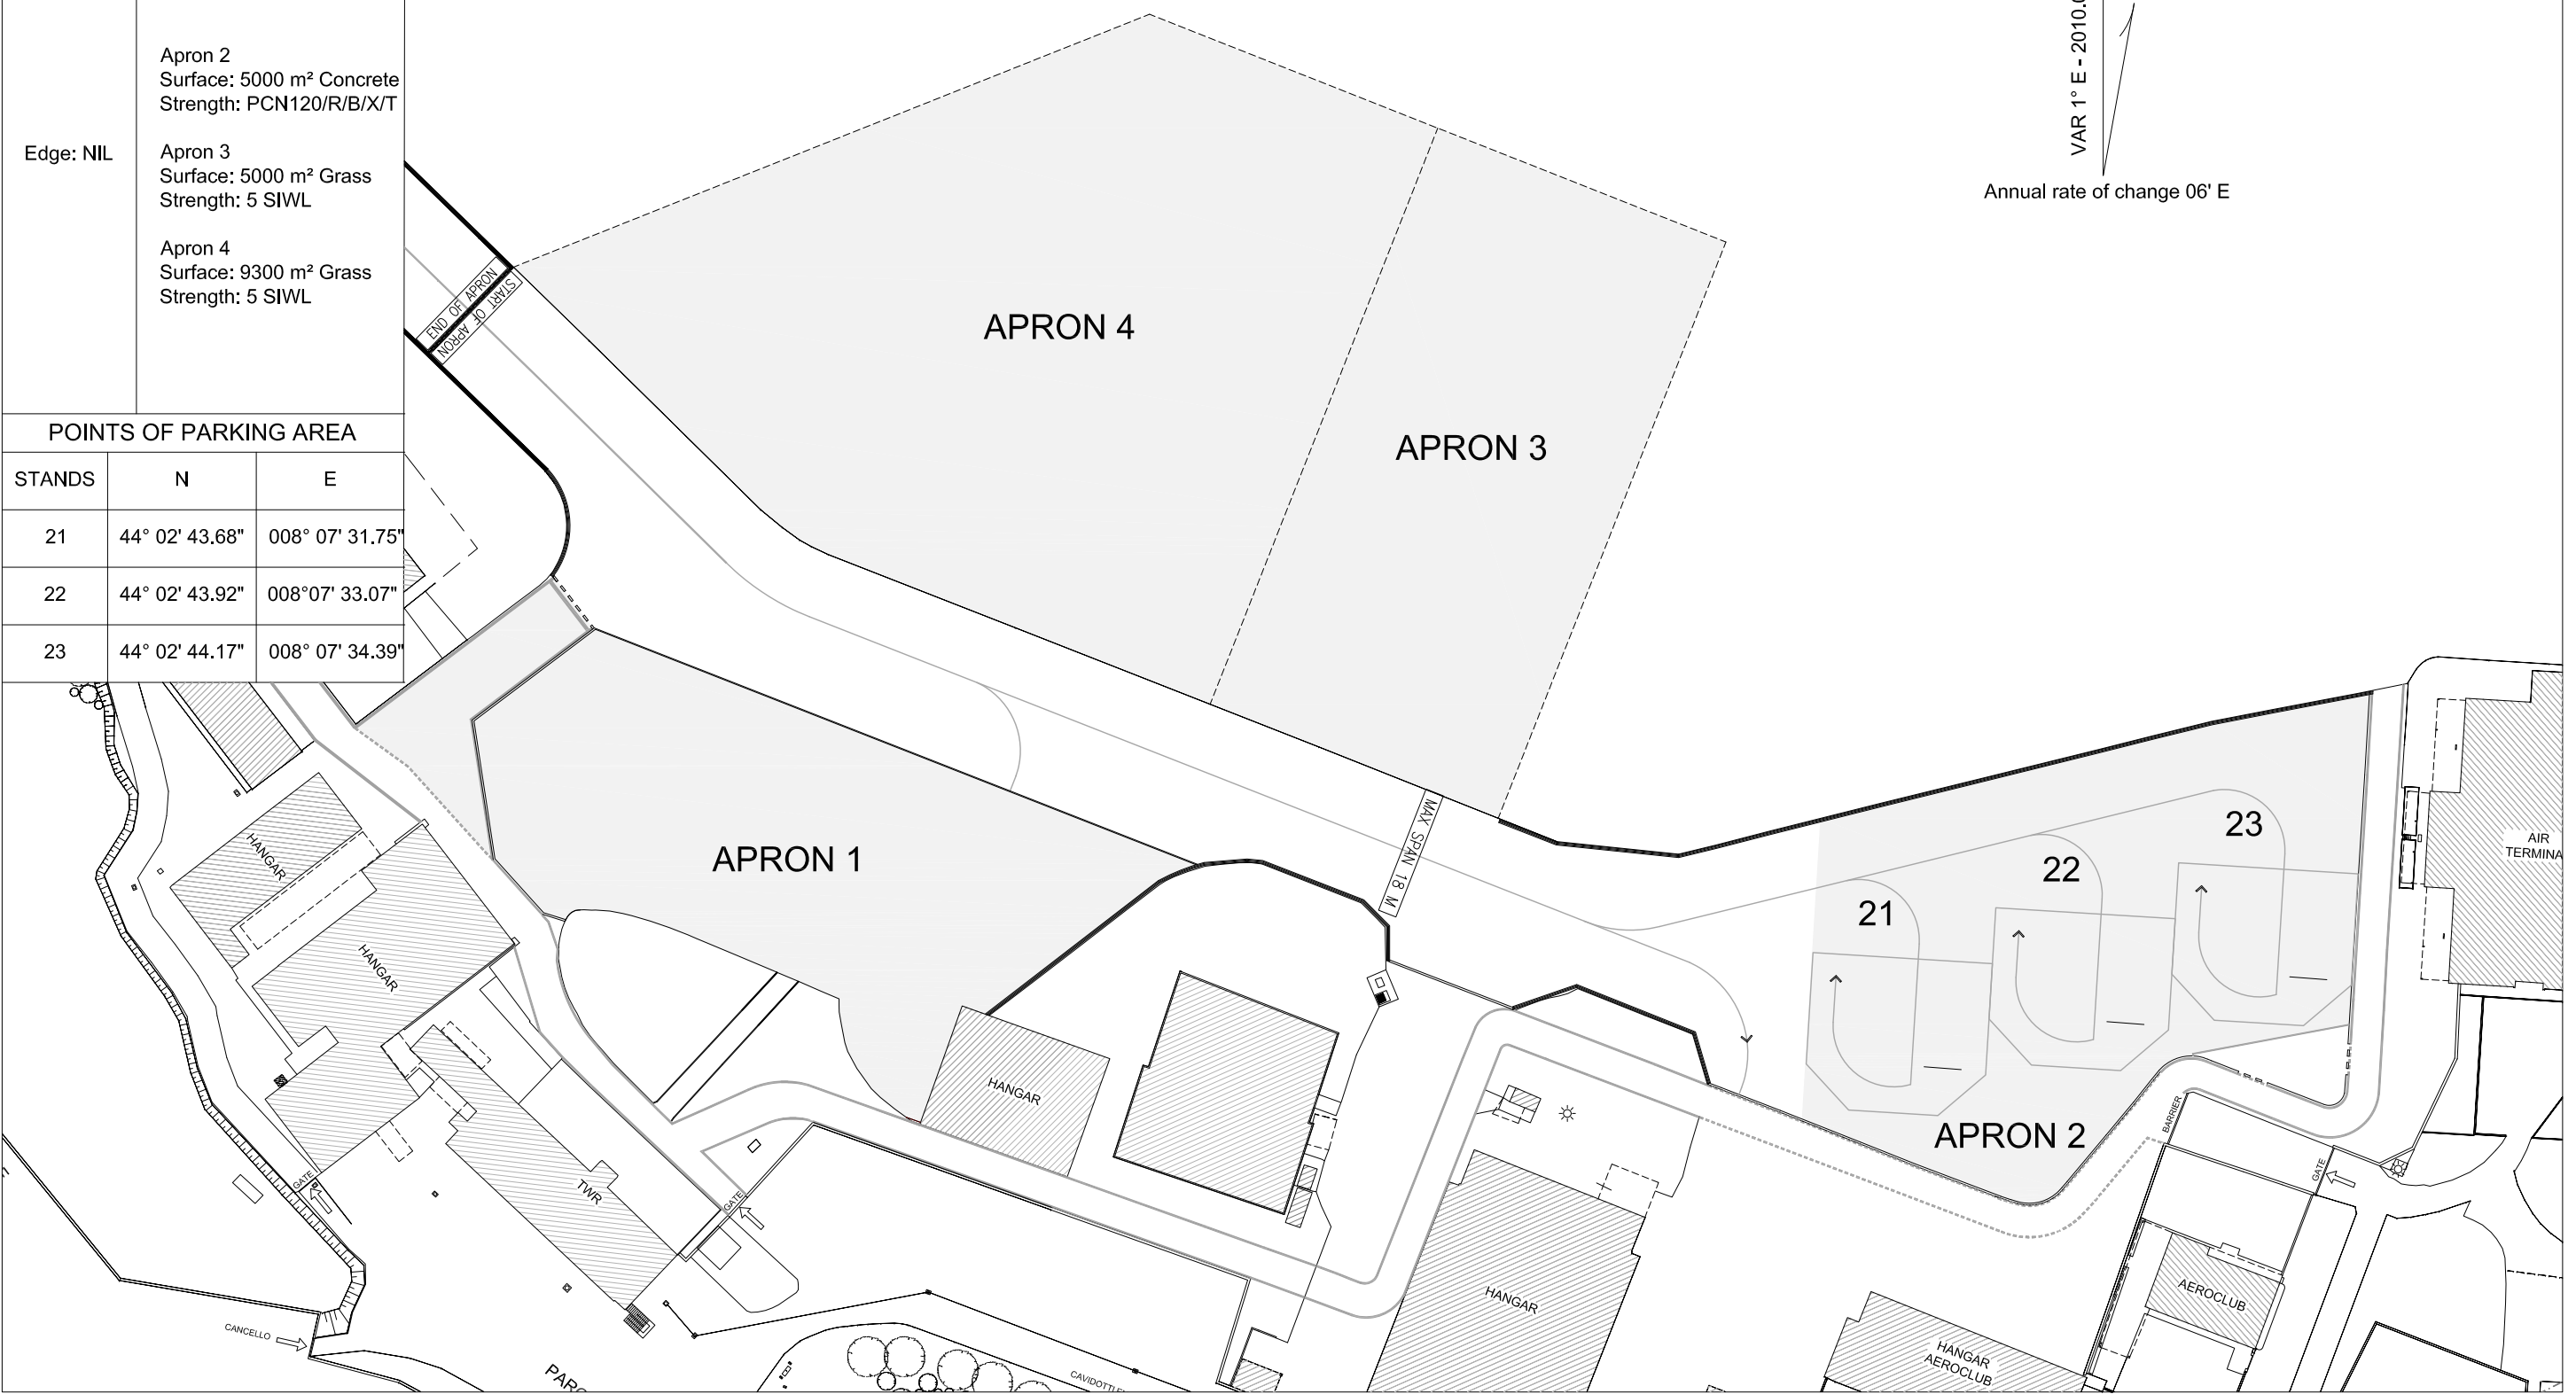 Apron 2
Surface: 5000 m² Concrete
Strength: PCN120/R/B/X/T
Edge: NIL
Apron 3
Surface: 5000 m² Grass
Strength: 5 SIWL
Apron 4
Surface: 9300 m² Grass
Strength: 5 SIWL
POINTS OF PARKING AREA
STANDS N E
21 44° 02' 43.68" 008° 07' 31.75"
22 44° 02' 43.92" 008°07' 33.07"
23 44° 02' 44.17" 008° 07' 34.39"
VAR 1° E - 2010.0
Annual rate of change 06' E
END OF APRON
START OF APRON
APRON 4
APRON 3
APRON 1
MAX SPAN 18 M
21
22
23
APRON 2
AIR
TERMINA
HANGAR
HANGAR
HANGAR
TWR
GATE
GATE
BARRIER
GATE
HANGAR
AEROCLUB
HANGAR
AEROCLUB
CANCELLO
CAVIDOTTI